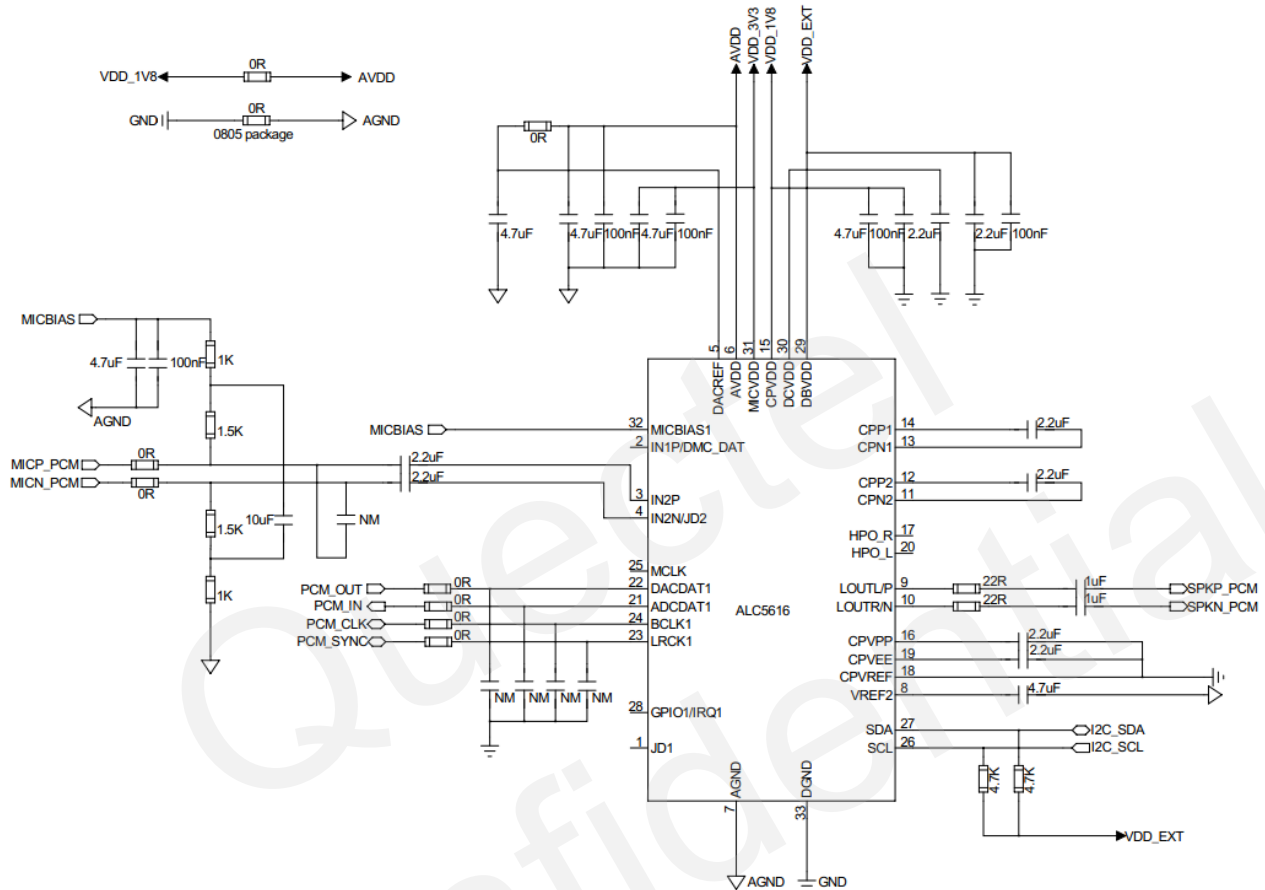 VDD_1V8 0R AVDD
GND 0R AGND
0805 package
AVDD
VDD_3V3
VDD_1V8
VDD_EXT
0R
4.7uF 4.7uF 100nF 4.7uF 100nF
4.7uF 100nF 2.2uF 2.2uF 100nF
MICBIAS
4.7uF 100nF 1K
AGND
1.5K
MICP_PCM 0R
MICN_PCM 0R
1.5K 10uF NM
1K
MICBIAS
2.2uF
2.2uF
5 6 31 15 30 29
DACREF AVDD MICVDD CPVDD DCVDD DBVDD
32 MICBIAS1
2 IN1P/DMC_DAT
3 IN2P
4 IN2N/JD2
25 MCLK
PCM_OUT 0R 22 DACDAT1
PCM_IN 0R 21 ADCDAT1
PCM_CLK 0R 24 BCLK1
PCM_SYNC 0R 23 LRCK1
NM NM NM NM
28 GPIO1/IRQ1
1 JD1
ALC5616
CPP1 14 2.2uF
CPN1 13
CPP2 12 2.2uF
CPN2 11
HPO_R 17
HPO_L 20
LOUTL/P 9 22R 1uF SPKP_PCM
LOUTR/N 10 22R 1uF SPKN_PCM
CPVPP 16 2.2uF
CPVEE 19 2.2uF
CPVREF 18
VREF2 8 4.7uF
SDA 27 I2C_SDA
SCL 26 I2C_SCL
4.7K 4.7K
VDD_EXT
AGND DGND
7 33
AGND GND
Quectel
nfidential